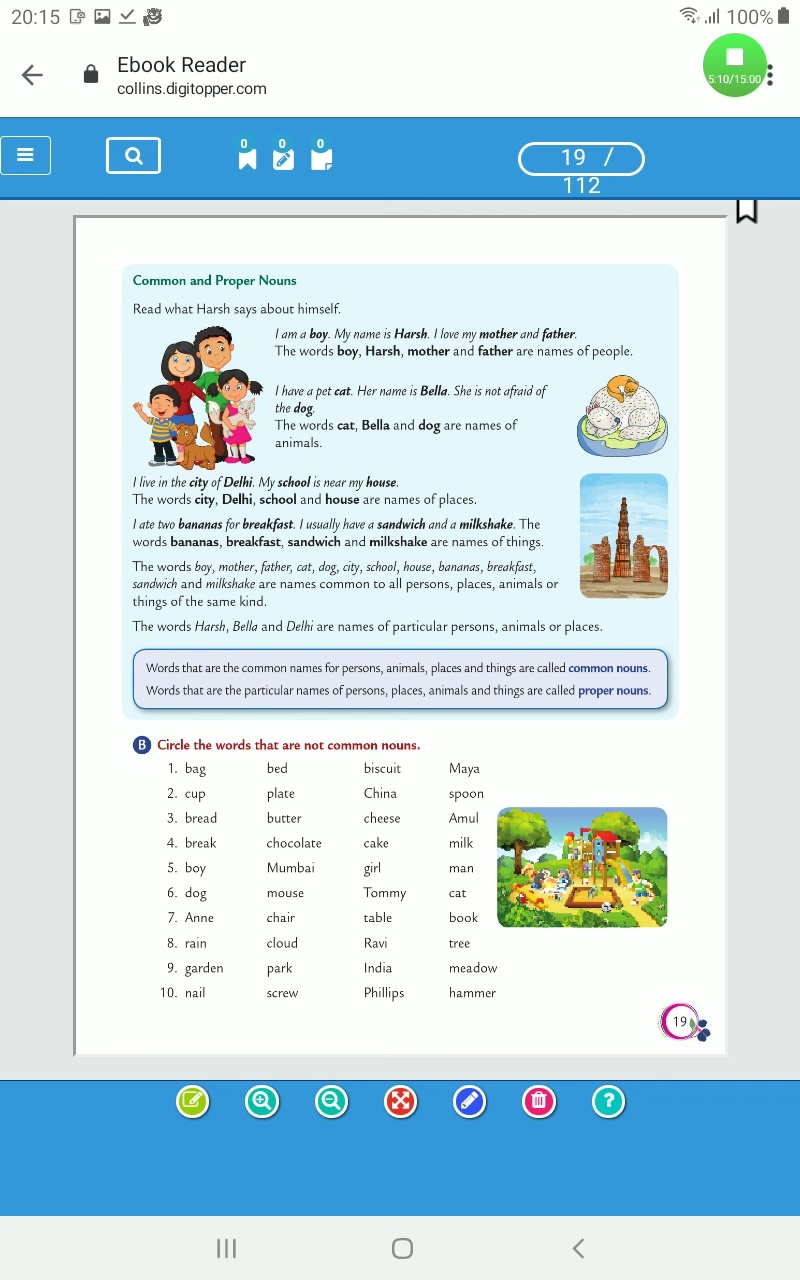 20:15
100%
Ebook Reader
collins.digitopper.com
5:10/15:00
0 0 0
19 /
112
Common and Proper Nouns
Read what Harsh says about himself.
I am a boy. My name is Harsh. I love my mother and father.
The words boy, Harsh, mother and father are names of people.
I have a pet cat. Her name is Bella. She is not afraid of
the dog.
The words cat, Bella and dog are names of
animals.
I live in the city of Delhi. My school is near my house.
The words city, Delhi, school and house are names of places.
I ate two bananas for breakfast. I usually have a sandwich and a milkshake. The
words bananas, breakfast, sandwich and milkshake are names of things.
The words boy, mother, father, cat, dog, city, school, house, bananas, breakfast,
sandwich and milkshake are names common to all persons, places, animals or
things of the same kind.
The words Harsh, Bella and Delhi are names of particular persons, animals or places.
Words that are the common names for persons, animals, places and things are called common nouns.
Words that are the particular names of persons, places, animals and things are called proper nouns.
B Circle the words that are not common nouns.
1. bag bed biscuit Maya
2. cup plate China spoon
3. bread butter cheese Amul
4. break chocolate cake milk
5. boy Mumbai girl man
6. dog mouse Tommy cat
7. Anne chair table book
8. rain cloud Ravi tree
9. garden park India meadow
10. nail screw Phillips hammer
19
?